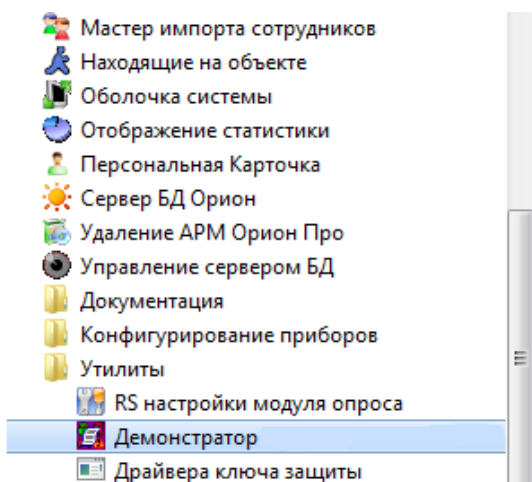 Мастер импорта сотрудников
Находящие на объекте
Оболочка системы
Отображение статистики
Персональная Карточка
Сервер БД Орион
Удаление АРМ Орион Про
Управление сервером БД
Документация
Конфигурирование приборов
Утилиты
RS настройки модуля опроса
Демонстратор
Драйвера ключа защиты